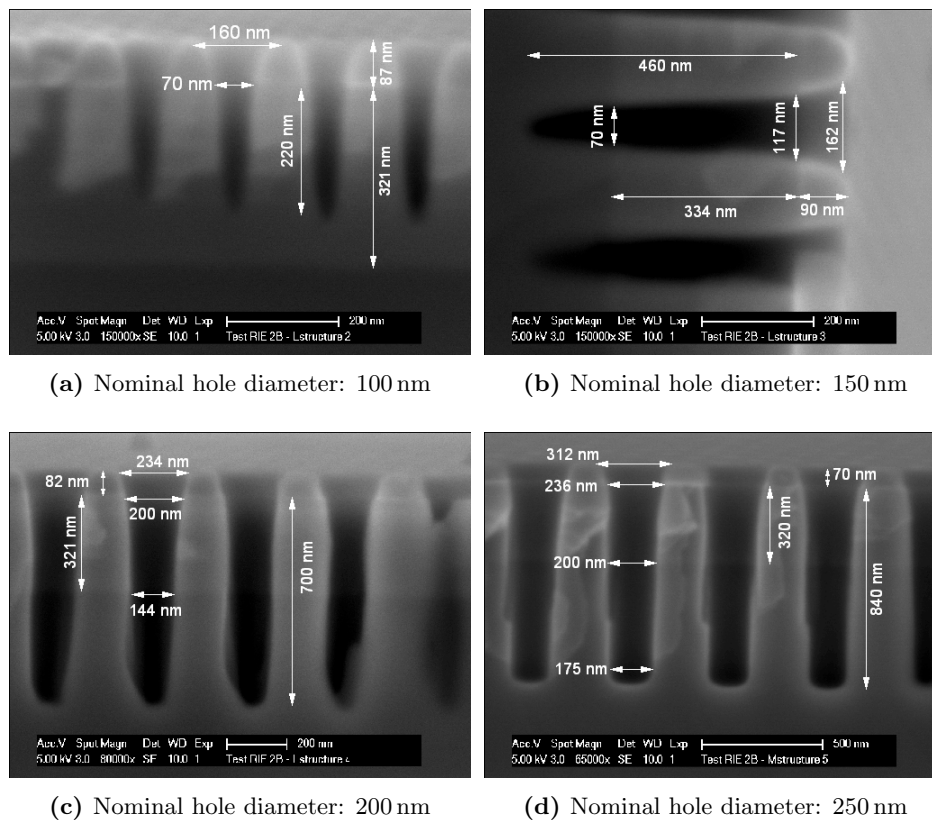 160 nm
87 nm
70 nm
220 nm
321 nm
Acc.V Spot Magn Det WD Exp 200 nm
5.00 kV 3.0 150000x SE 10.0 1 Test RIE 2B - Lstructure 2
(a) Nominal hole diameter: 100 nm
460 nm
70 nm
117 nm
162 nm
334 nm
90 nm
Acc.V Spot Magn Det WD Exp 200 nm
5.00 kV 3.0 150000x SE 10.0 1 Test RIE 2B - Lstructure 3
(b) Nominal hole diameter: 150 nm
234 nm
82 nm
200 nm
321 nm
700 nm
144 nm
Acc.V Spot Magn Det WD Exp 200 nm
5.00 kV 3.0 80000x SE 10.0 1 Test RIE 2B - Lstructure 4
(c) Nominal hole diameter: 200 nm
312 nm
70 nm
236 nm
320 nm
200 nm
840 nm
175 nm
Acc.V Spot Magn Det WD Exp 500 nm
5.00 kV 3.0 65000x SE 10.0 1 Test RIE 2B - Mstructure 5
(d) Nominal hole diameter: 250 nm